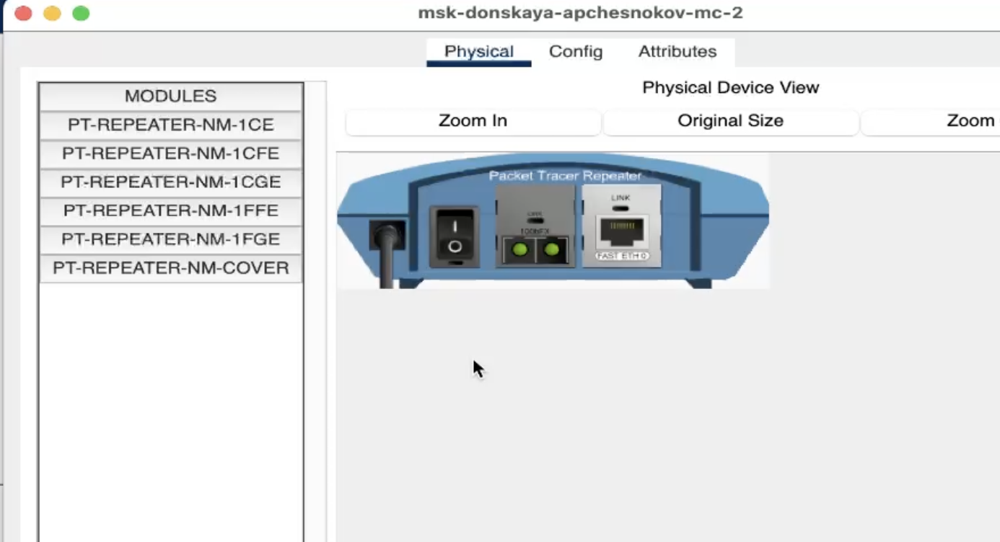 msk-donskaya-apchesnokov-mc-2
Physical Config Attributes
MODULES
PT-REPEATER-NM-1CE
PT-REPEATER-NM-1CFE
PT-REPEATER-NM-1CGE
PT-REPEATER-NM-1FFE
PT-REPEATER-NM-1FGE
PT-REPEATER-NM-COVER
Physical Device View
Zoom In Original Size Zoom
Packet Tracer Repeater
LINK
LINK
100bFX
FAST ETH 0